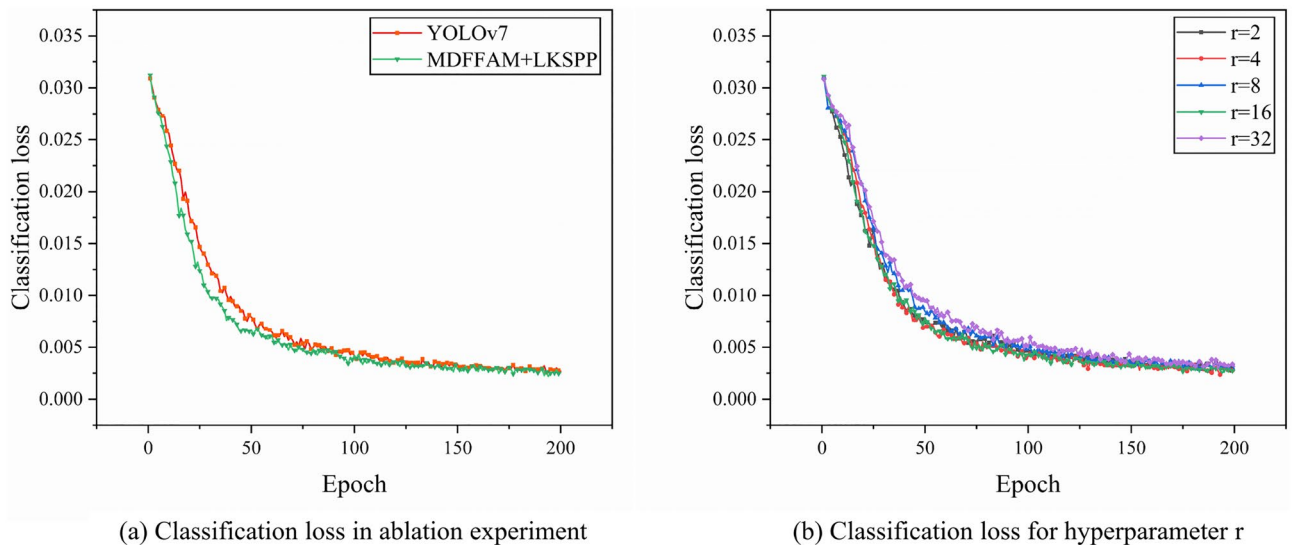 0.035
0.030
0.025
0.020
0.015
0.010
0.005
0.000
Classification loss
YOLOv7
MDFFAM+LKSPP
0 50 100 150 200
Epoch
(a) Classification loss in ablation experiment
0.035
0.030
0.025
0.020
0.015
0.010
0.005
0.000
Classification loss
r=2
r=4
r=8
r=16
r=32
0 50 100 150 200
Epoch
(b) Classification loss for hyperparameter r